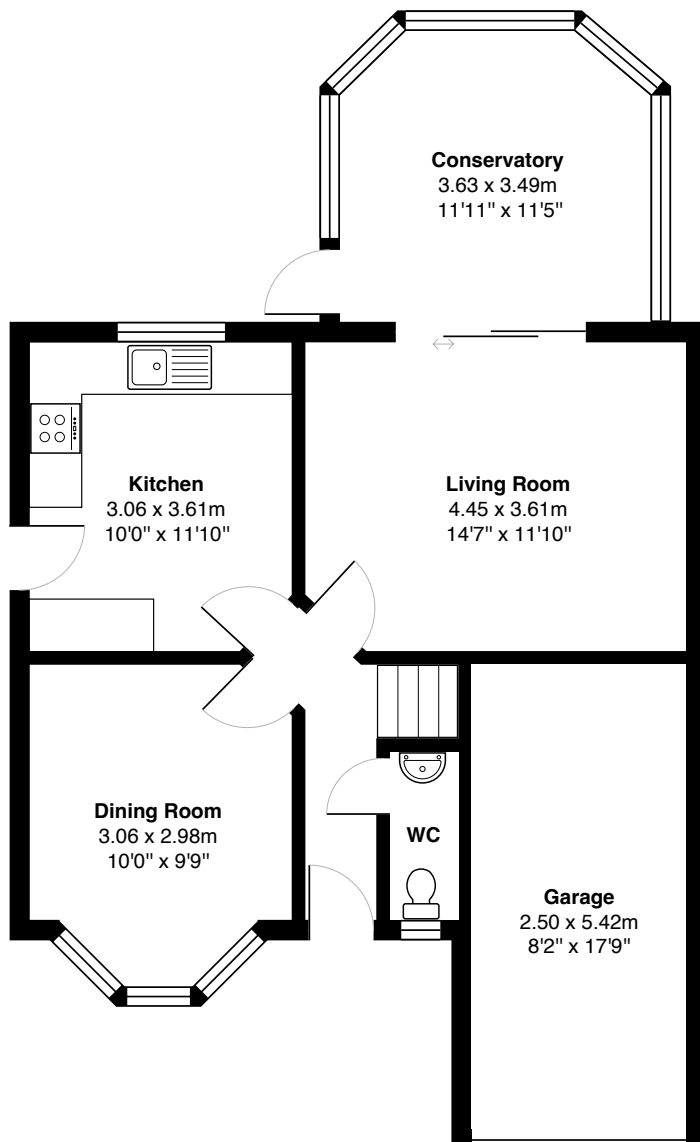 Conservatory
3.63 x 3.49m
11'11" x 11'5"
Kitchen
3.06 x 3.61m
10'0" x 11'10"
Living Room
4.45 x 3.61m
14'7" x 11'10"
Dining Room
3.06 x 2.98m
10'0" x 9'9"
WC
Garage
2.50 x 5.42m
8'2" x 17'9"